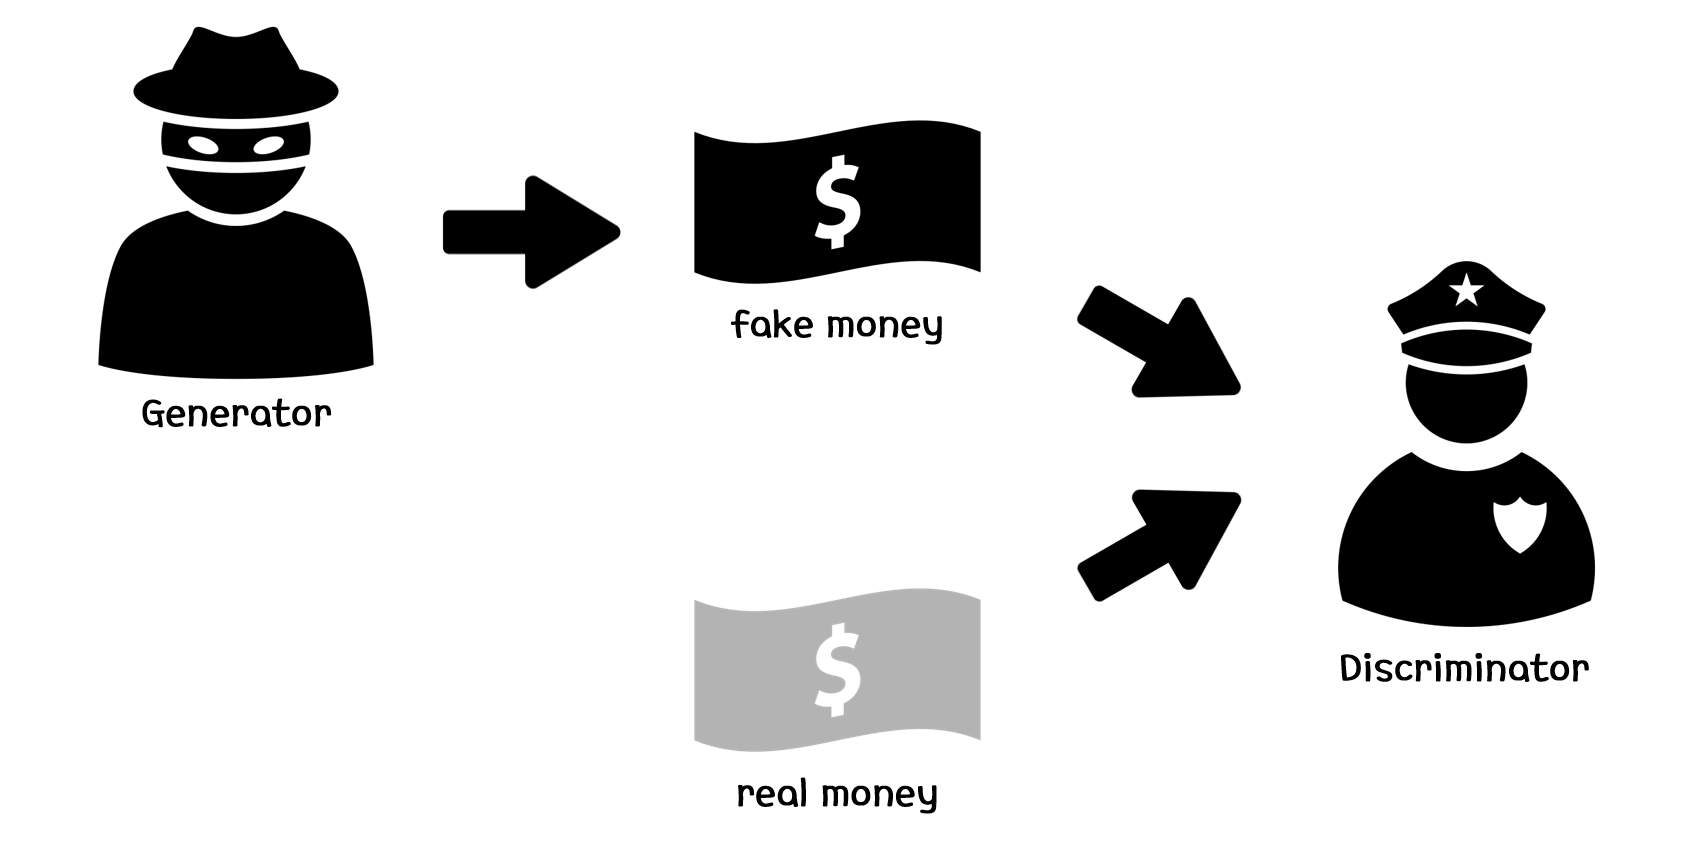 $
fake money
Generator
$
Discriminator
real money